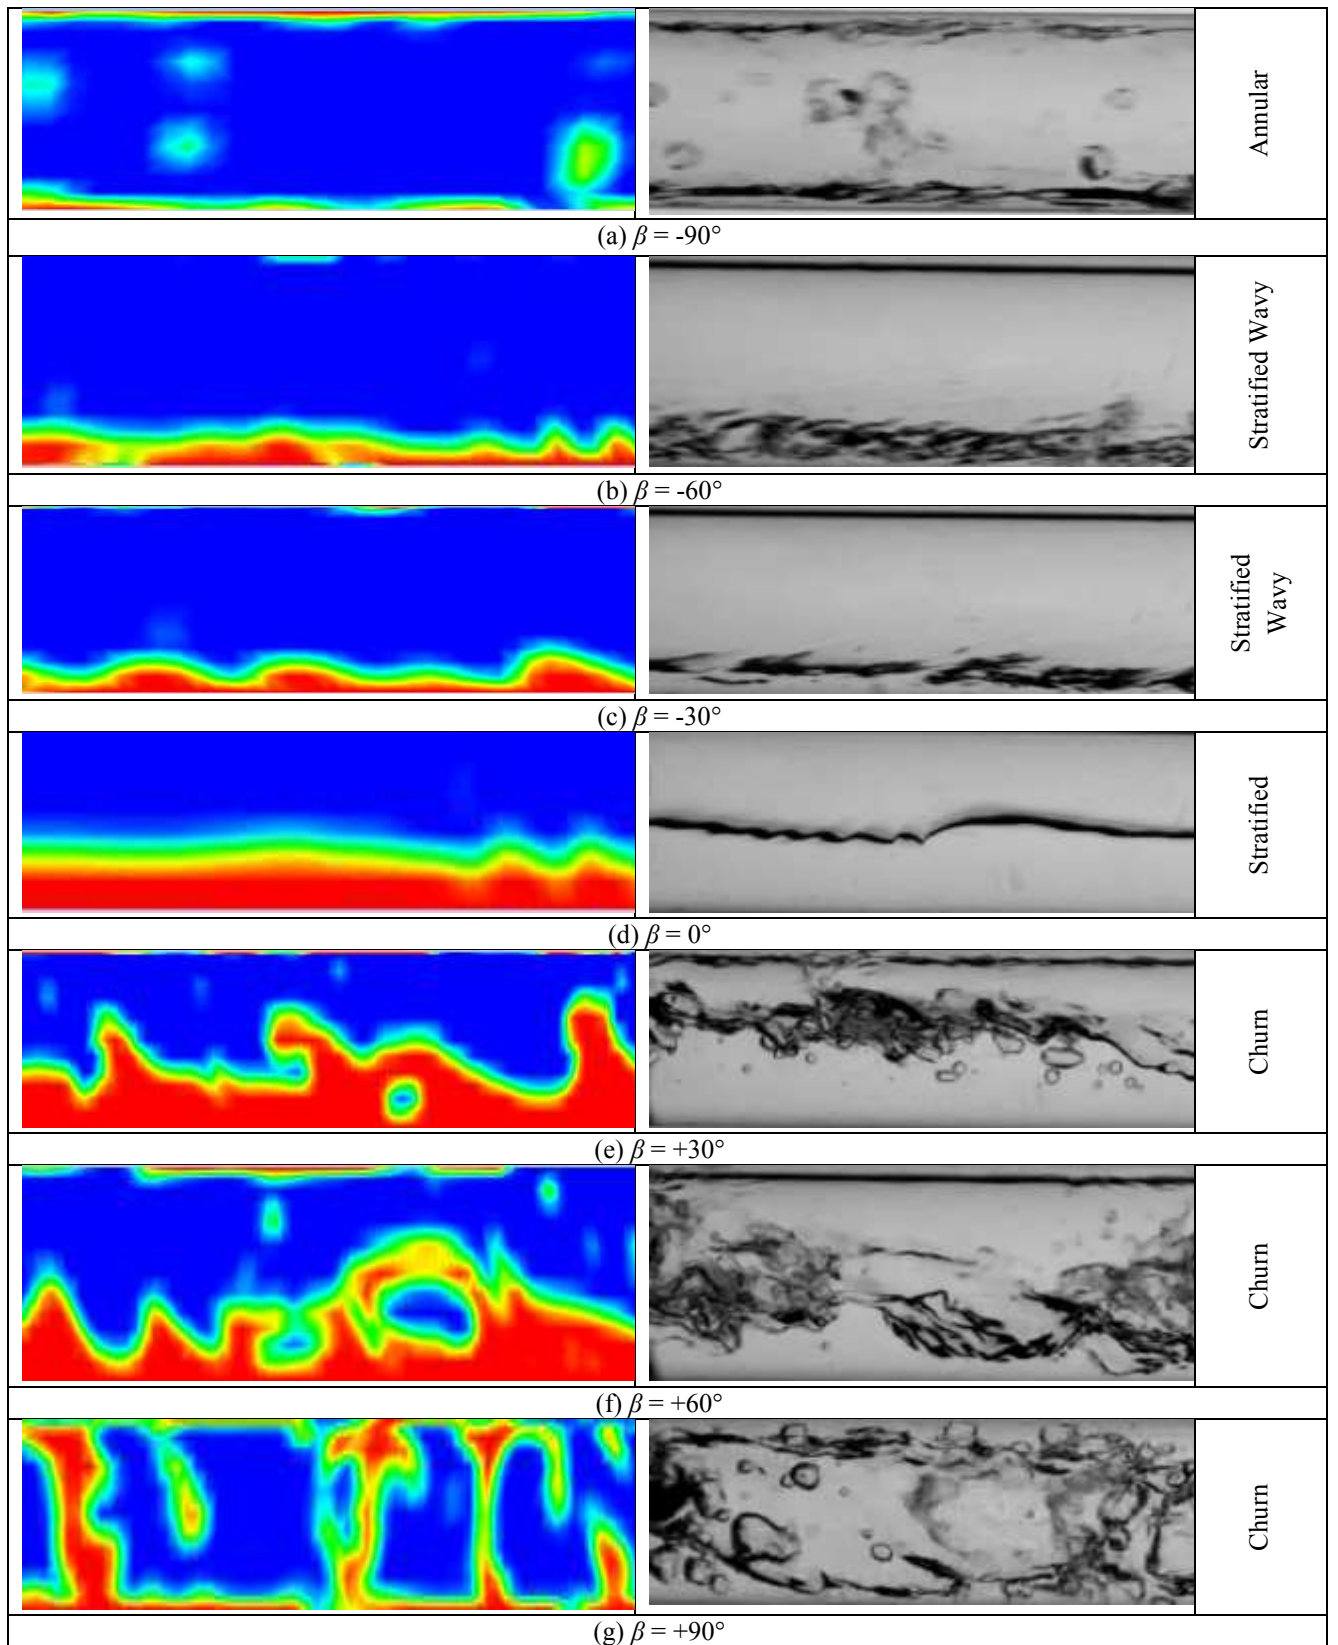 Annular
(a) β = -90°
Stratified Wavy
(b) β = -60°
Stratified
Wavy
(c) β = -30°
Stratified
(d) β = 0°
Churn
(e) β = +30°
Churn
(f) β = +60°
Churn
(g) β = +90°